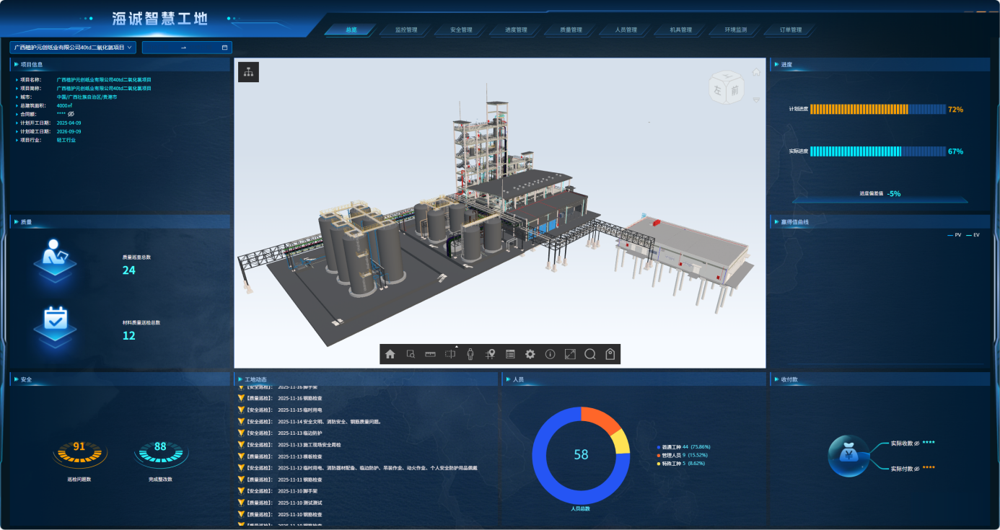 海诚智慧工地
总览
监控管理
安全管理
进度管理
质量管理
人员管理
机具管理
环境监测
订单管理
广西植护元创纸业有限公司40td二氧化氯项目
项目信息
项目名称: 广西植护元创纸业有限公司40td二氧化氯项目
项目简称: 广西植护元创纸业有限公司40td二氧化氯项目
城市: 中国/广西壮族自治区/贵港市
总建筑面积: 4000㎡
合同额: ****
计划开工日期: 2025-04-09
计划竣工日期: 2026-09-09
项目行业: 轻工行业
质量
质量巡查总数
24
材料质量送检总数
12
安全
91
巡检问题数
88
完成整改数
左 前
工地动态
【安全巡检】: 2025-11-16 脚手架
【质量巡检】: 2025-11-16 钢筋检查
【安全巡检】: 2025-11-15 临时用电
【安全巡检】: 2025-11-14 安全文明、消防安全、钢筋质量问题。
【安全巡检】: 2025-11-13 临边防护
【安全巡检】: 2025-11-13 施工现场安全周检
【质量巡检】: 2025-11-13 模板检查
【安全巡检】: 2025-11-12 临时用电、消防器材配备、临边防护、吊装作业、动火作业、个人安全防护用品佩戴
【质量巡检】: 2025-11-11 钢筋检查
【安全巡检】: 2025-11-10 脚手架
【质量巡检】: 2025-11-10 测试测试
【质量巡检】: 2025-11-10 钢筋检查
【质量巡检】: 2025-11-10 钢筋检查
人员
58
人员总数
普通工种 44 (75.86%)
管理人员 9 (15.52%)
特殊工种 5 (8.62%)
进度
计划进度 72%
实际进度 67%
进度偏差值 -5%
赢得值曲线
PV EV
收付款
实际收款 ****
实际付款 ****